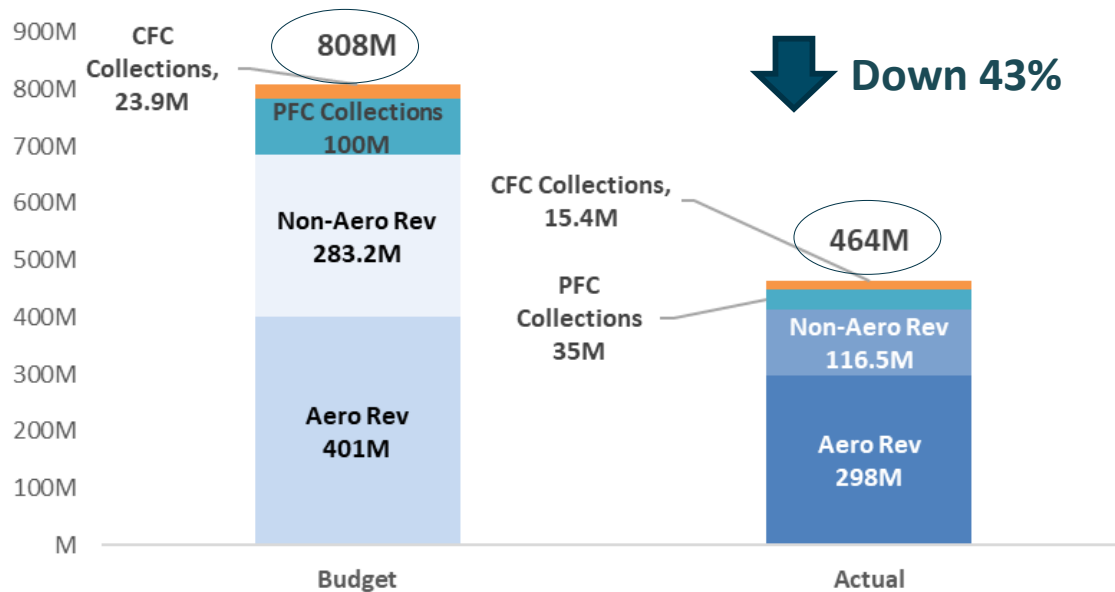 900M
800M
700M
600M
500M
400M
300M
200M
100M
M
CFC
Collections,
23.9M
808M
PFC Collections
100M
Non-Aero Rev
283.2M
Aero Rev
401M
Budget
Down 43%
CFC Collections,
15.4M
464M
PFC
Collections
35M
Non-Aero Rev
116.5M
Aero Rev
298M
Actual